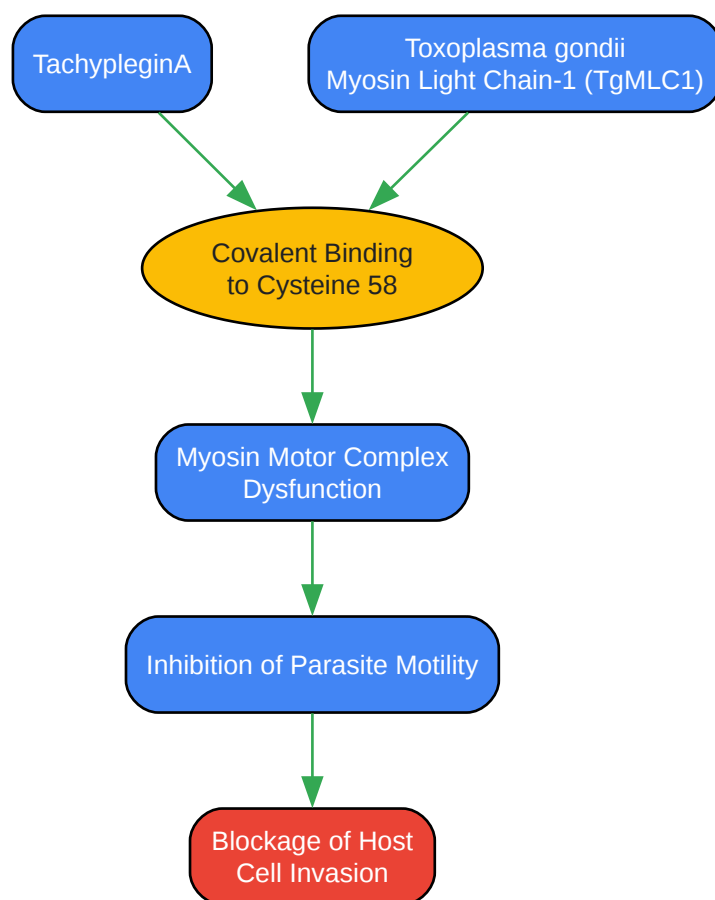 TachypleginA
Toxoplasma gondii
Myosin Light Chain-1 (TgMLC1)
Covalent Binding
to Cysteine 58
Myosin Motor Complex
Dysfunction
Inhibition of Parasite Motility
Blockage of Host
Cell Invasion